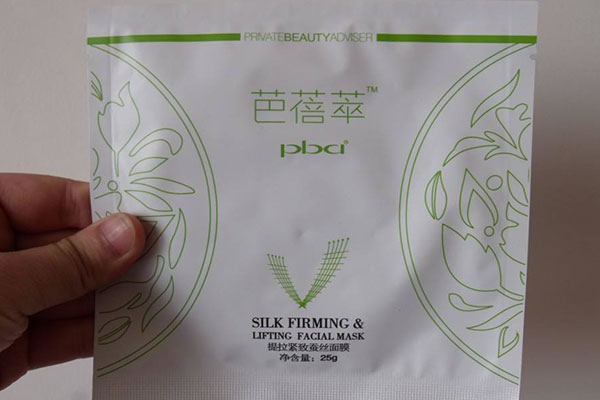 PRIVATEBEAUTYADVISER
芭蓓萃™
pba®
SILK FIRMING &
LIFTING FACIAL MASK
提拉紧致蚕丝面膜
净含量：25g